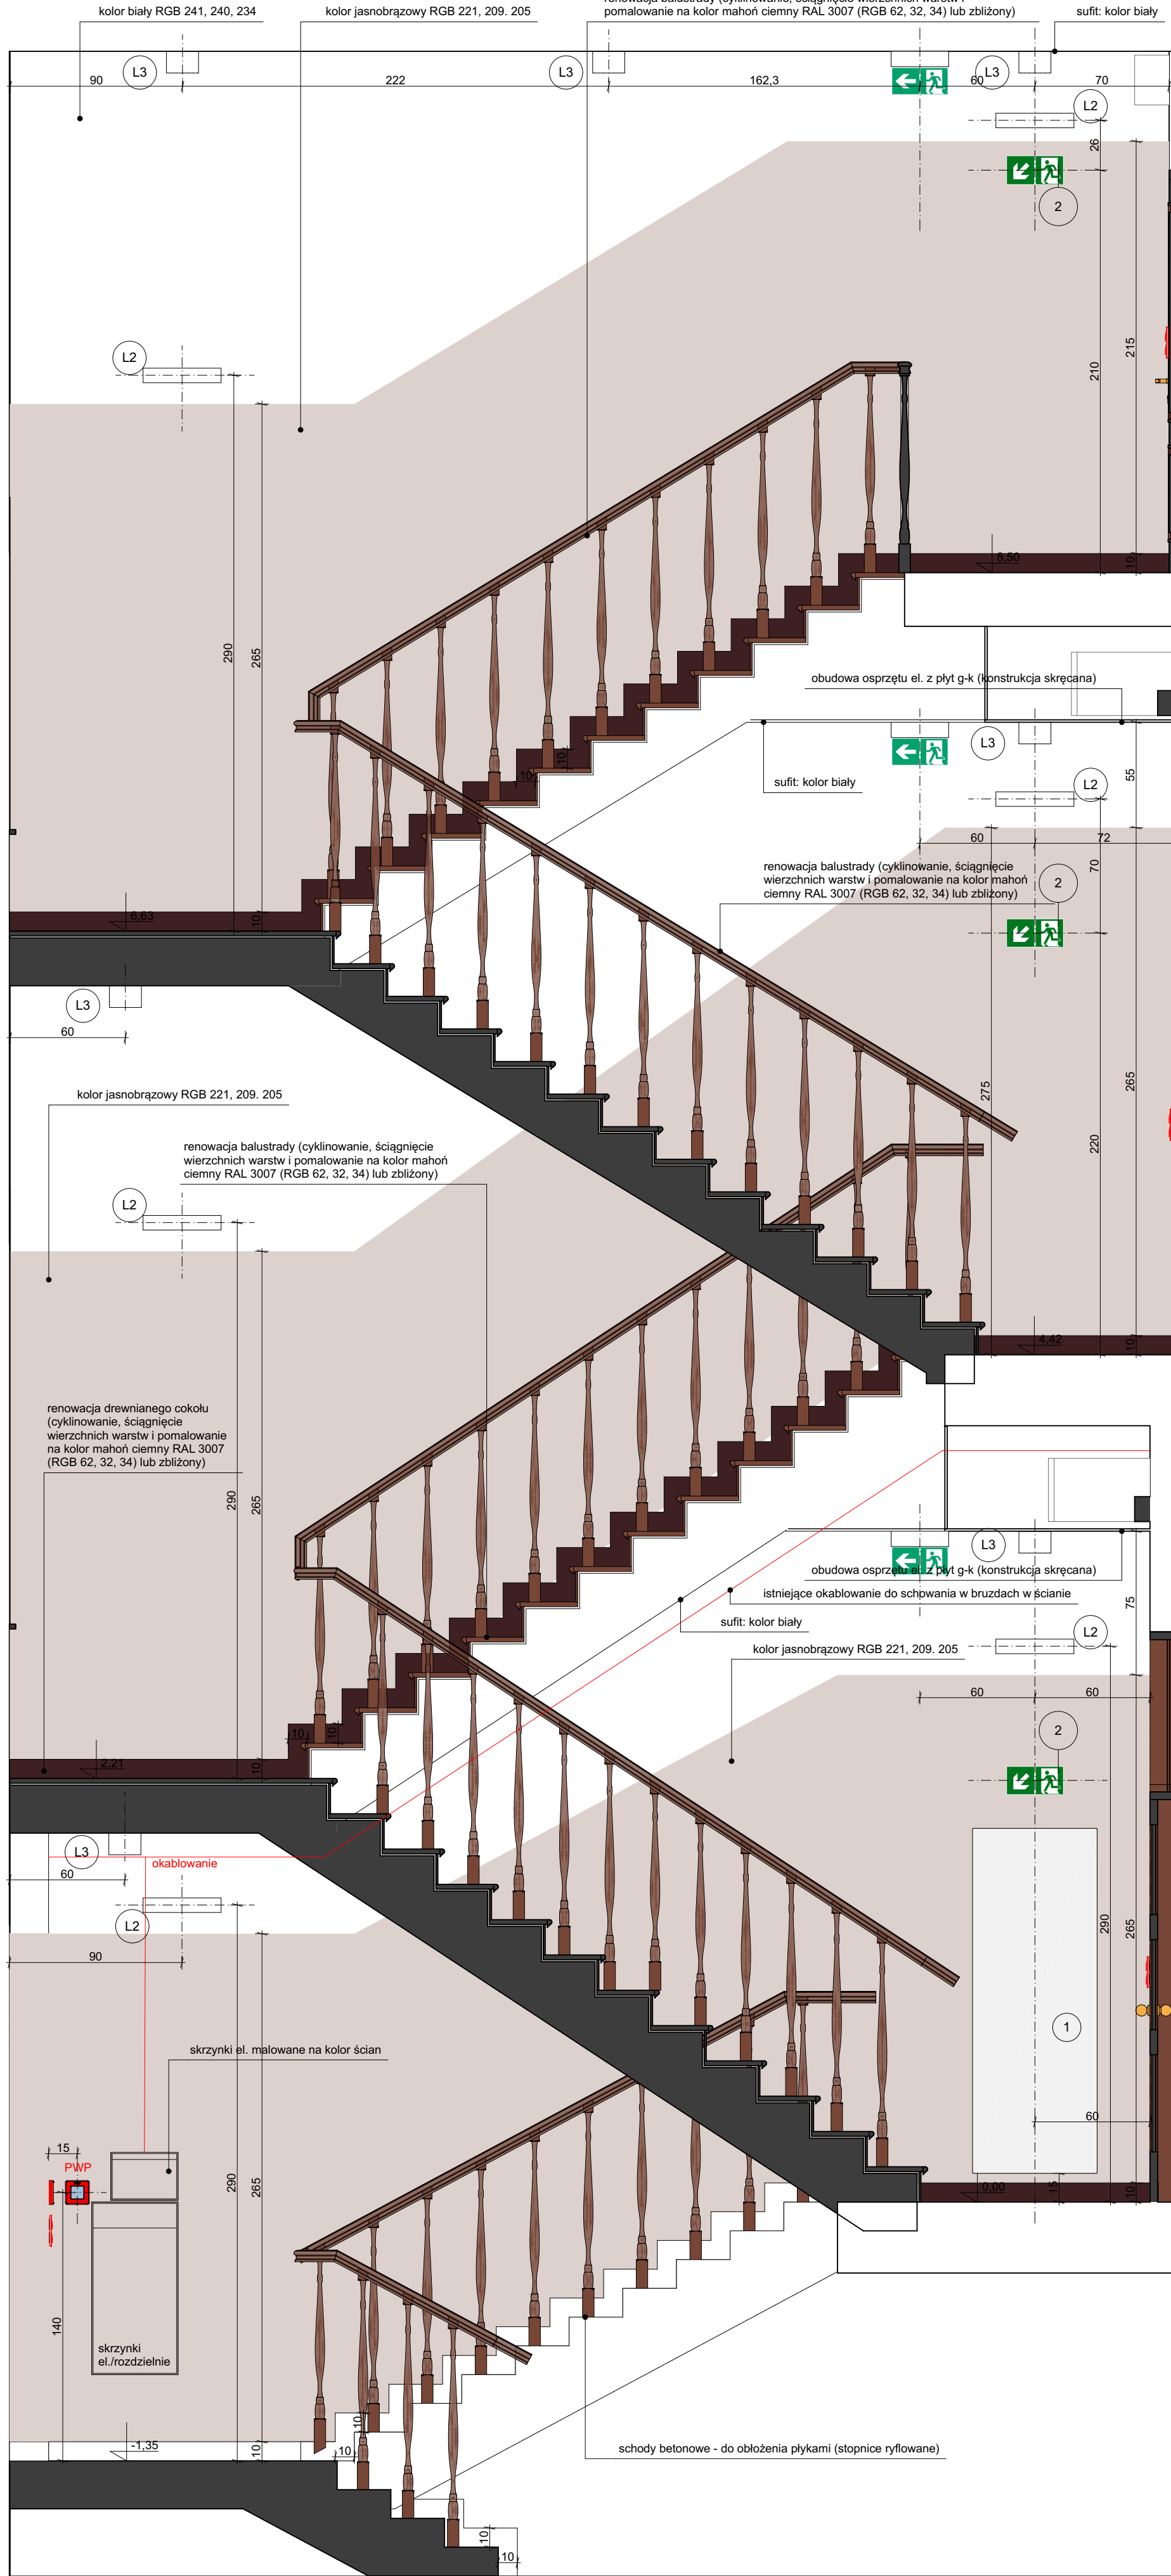 kolor biały RGB 241, 240, 234
kolor jasnobrązowy RGB 221, 209. 205
pomalowanie na kolor mahoń ciemny RAL 3007 (RGB 62, 32, 34) lub zbliżony)
sufit: kolor biały
L3
L3
L3
90
222
162,3
60
70
L2
26
2
L2
215
210
290
265
8,50
10
10
10
obudowa osprzętu el. z płyt g-k (konstrukcja skręcana)
L3
sufit: kolor biały
55
L2
60
72
70
renowacja balustrady (cyklinowanie, ściągnięcie
wierzchnich warstw i pomalowanie na kolor mahoń
ciemny RAL 3007 (RGB 62, 32, 34) lub zbliżony)
2
6,63
10
L3
60
275
265
220
kolor jasnobrązowy RGB 221, 209. 205
renowacja balustrady (cyklinowanie, ściągnięcie
wierzchnich warstw i pomalowanie na kolor mahoń
ciemny RAL 3007 (RGB 62, 32, 34) lub zbliżony)
L2
4,42
10
renowacja drewnianego cokołu
(cyklinowanie, ściągnięcie
wierzchnich warstw i pomalowanie
na kolor mahoń ciemny RAL 3007
(RGB 62, 32, 34) lub zbliżony)
290
265
L3
obudowa osprzętu el. z płyt g-k (konstrukcja skręcana)
istniejące okablowanie do schowania w bruzdach w ścianie
sufit: kolor biały
75
L2
kolor jasnobrązowy RGB 221, 209. 205
60
60
10
10
2
2,21
10
L3
okablowanie
60
L2
90
290
265
1
skrzynki el. malowane na kolor ścian
60
15
PWP
290
265
0,00
15
10
140
skrzynki
el./rozdzielnie
10
10
-1,35
10
schody betonowe - do obłożenia płykami (stopnice ryflowane)
10
10